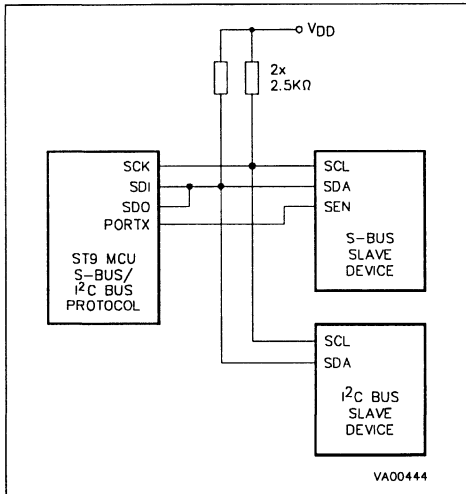 VDD
2x
2.5KΩ
SCK
SDI
SDO
PORTX
ST9 MCU
S-BUS/
I²C BUS
PROTOCOL
SCL
SDA
SEN
S-BUS
SLAVE
DEVICE
SCL
SDA
I²C BUS
SLAVE
DEVICE
VA00444